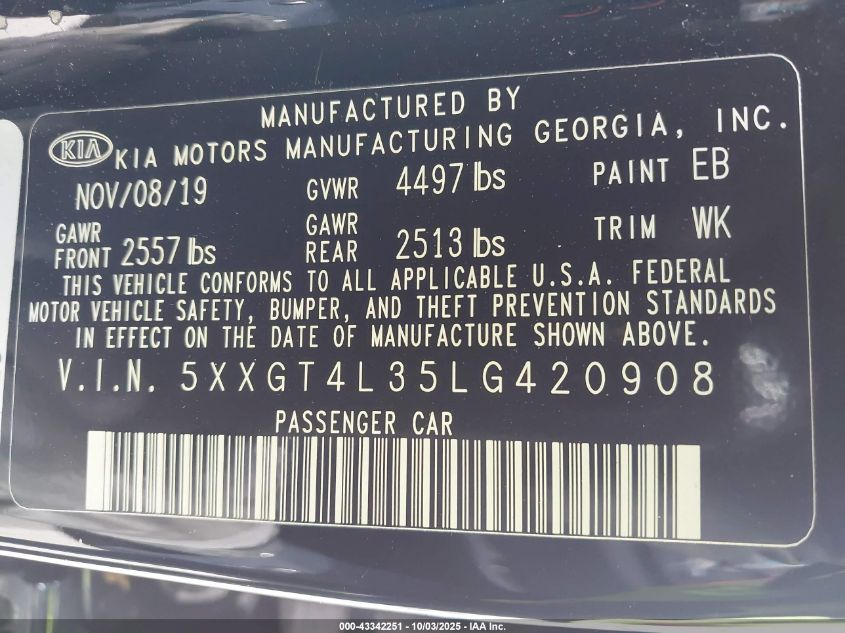 MANUFACTURED BY
KIA KIA MOTORS MANUFACTURING GEORGIA, INC.
NOV/08/19 GVWR 4497 lbs PAINT EB
GAWR FRONT 2557 lbs GAWR REAR 2513 lbs TRIM WK
THIS VEHICLE CONFORMS TO ALL APPLICABLE U.S.A. FEDERAL
MOTOR VEHICLE SAFETY, BUMPER, AND THEFT PREVENTION STANDARDS
IN EFFECT ON THE DATE OF MANUFACTURE SHOWN ABOVE.
V.I.N. 5XXGT4L35LG420908
PASSENGER CAR
000-43342251 - 10/03/2025 - IAA Inc.